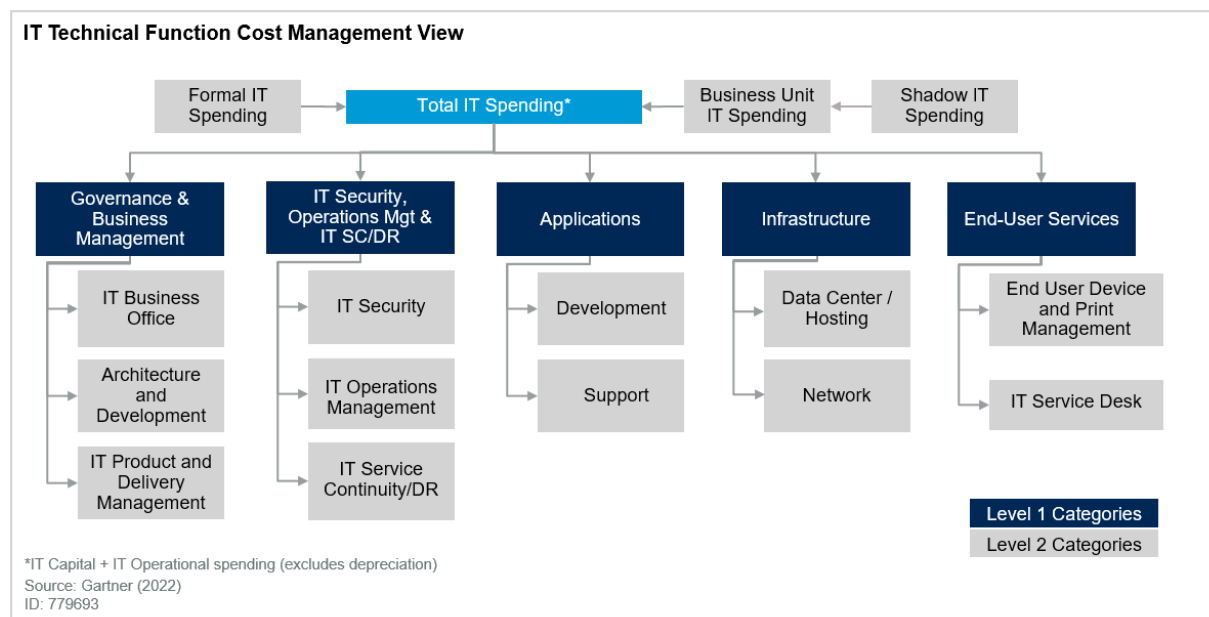 IT Technical Function Cost Management View
Formal IT
Spending
Total IT Spending*
Business Unit
IT Spending
Shadow IT
Spending
Governance &
Business
Management
IT Security,
Operations Mgt &
IT SC/DR
Applications
Infrastructure
End-User Services
IT Business
Office
IT Security
Development
Data Center /
Hosting
End User Device
and Print
Management
Architecture
and
Development
IT Operations
Management
Support
Network
IT Service Desk
IT Product and
Delivery
Management
IT Service
Continuity/DR
Level 1 Categories
Level 2 Categories
*IT Capital + IT Operational spending (excludes depreciation)
Source: Gartner (2022)
ID: 779693